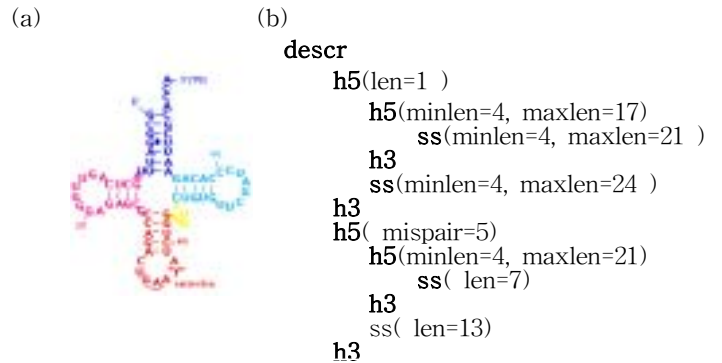 (a) (b)
descr
h5(len=1 )
h5(minlen=4, maxlen=17)
ss(minlen=4, maxlen=21 )
h3
ss(minlen=4, maxlen=24 )
h3
h5( mispair=5)
h5(minlen=4, maxlen=21)
ss( len=7)
h3
ss( len=13)
h3